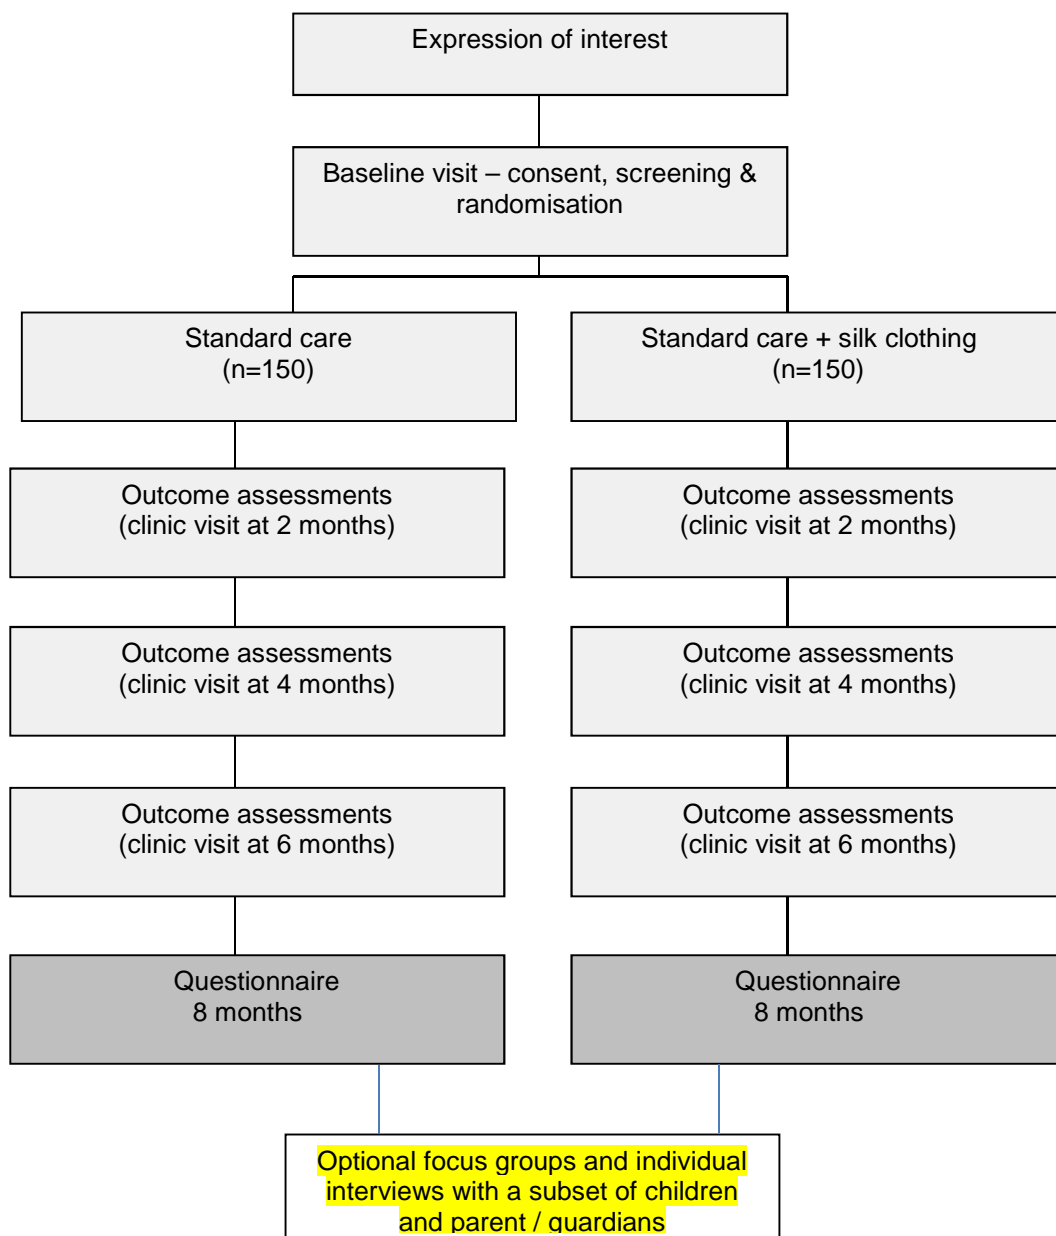 Expression of interest
Baseline visit – consent, screening &
randomisation
Standard care
(n=150)
Standard care + silk clothing
(n=150)
Outcome assessments
(clinic visit at 2 months)
Outcome assessments
(clinic visit at 2 months)
Outcome assessments
(clinic visit at 4 months)
Outcome assessments
(clinic visit at 4 months)
Outcome assessments
(clinic visit at 6 months)
Outcome assessments
(clinic visit at 6 months)
Questionnaire
8 months
Questionnaire
8 months
Optional focus groups and individual
interviews with a subset of children
and parent / guardians